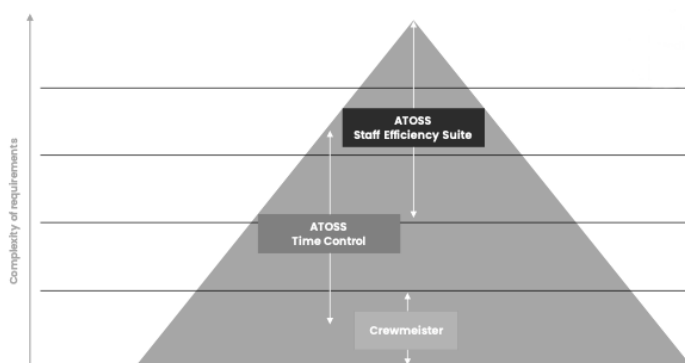 Complexity of requirements
ATOSS
Staff Efficiency Suite
ATOSS
Time Control
Crewmeister